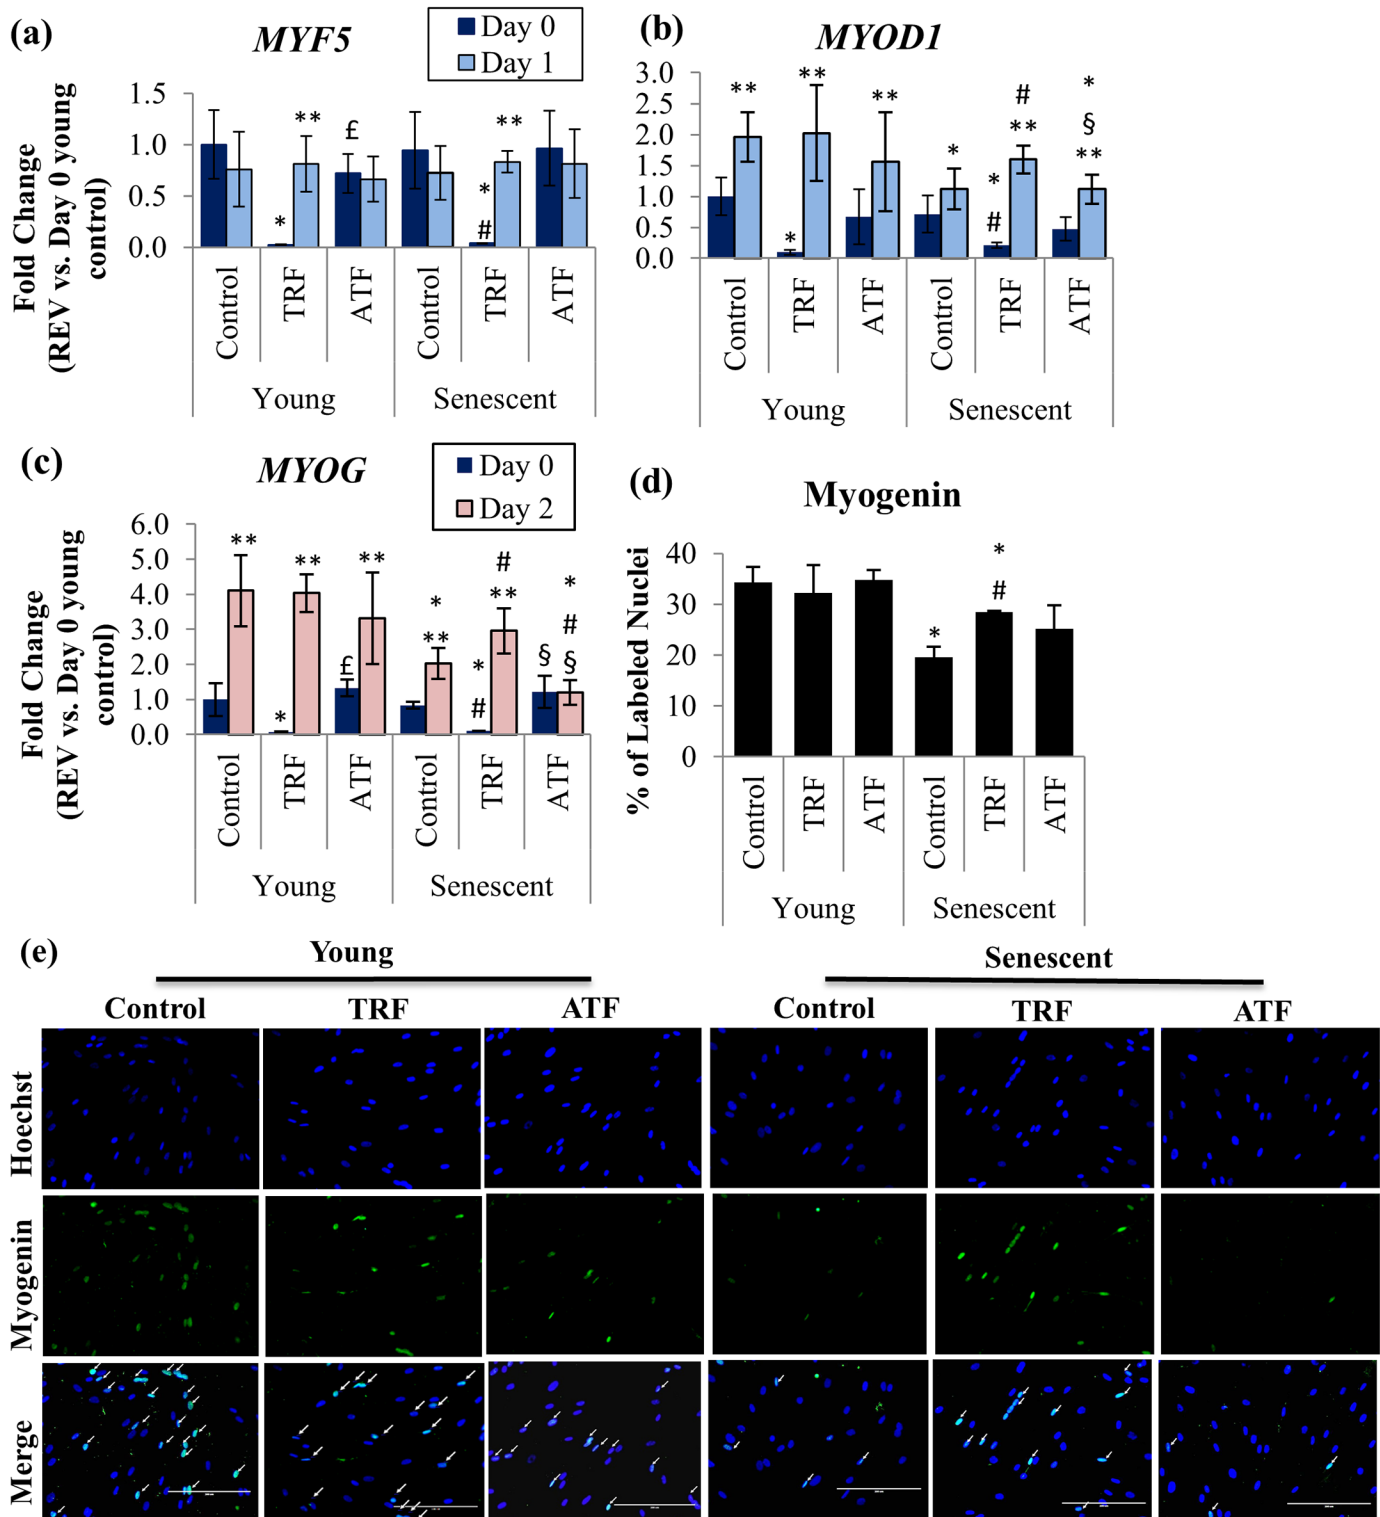 (a)
MYF5
Day 0
Day 1
Fold Change
(REV vs. Day 0 young
control)
1.5
1.0
0.5
0.0
*
**
£
*
#
**
Control
TRF
ATF
Control
TRF
ATF
Young
Senescent
(b)
MYOD1
3.0
2.5
2.0
1.5
1.0
0.5
0.0
**
*
**
**
*
*
#
#
**
*
§
**
Control
TRF
ATF
Control
TRF
ATF
Young
Senescent
(c)
MYOG
Day 0
Day 2
Fold Change
(REV vs. Day 0 young
control)
6.0
5.0
4.0
3.0
2.0
1.0
0.0
**
*
**
£
**
*
**
*
#
#
**
§
*
#
§
Control
TRF
ATF
Control
TRF
ATF
Young
Senescent
(d)
Myogenin
% of Labeled Nuclei
40
30
20
10
0
*
*
#
Control
TRF
ATF
Control
TRF
ATF
Young
Senescent
(e)
Young
Senescent
Control TRF ATF Control TRF ATF
Hoechst
Myogenin
Merge